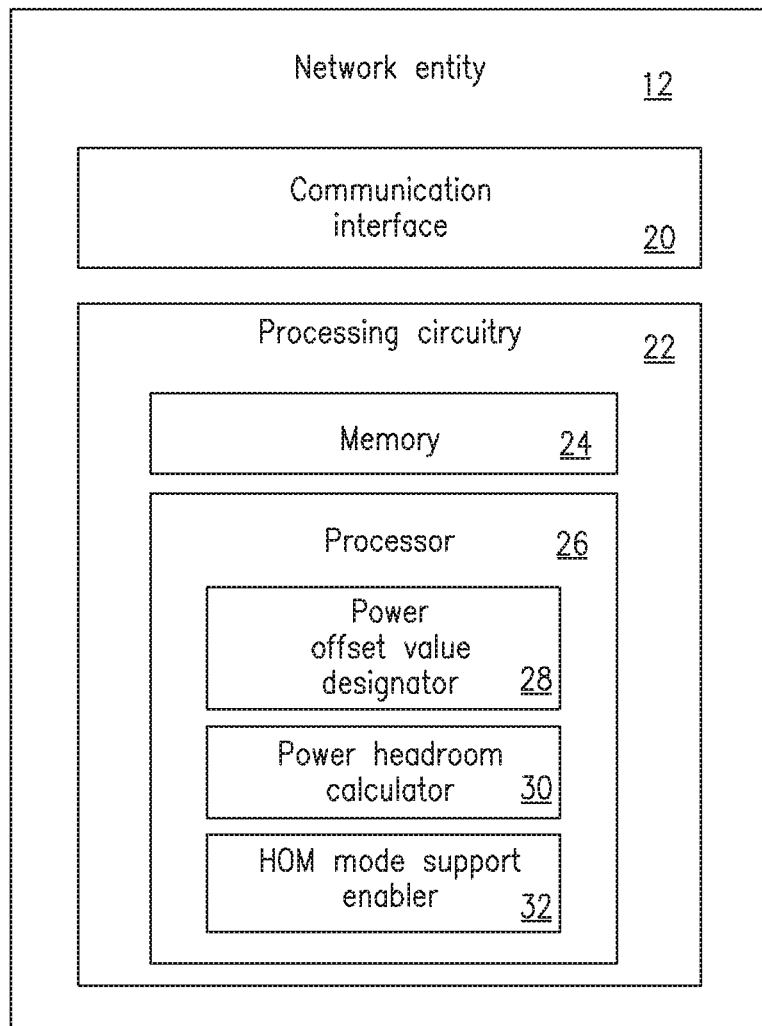 Network entity
12
Communication
interface
20
Processing circuitry
22
Memory
24
Processor
26
Power
offset value
designator
28
Power headroom
calculator
30
HOM mode support
enabler
32